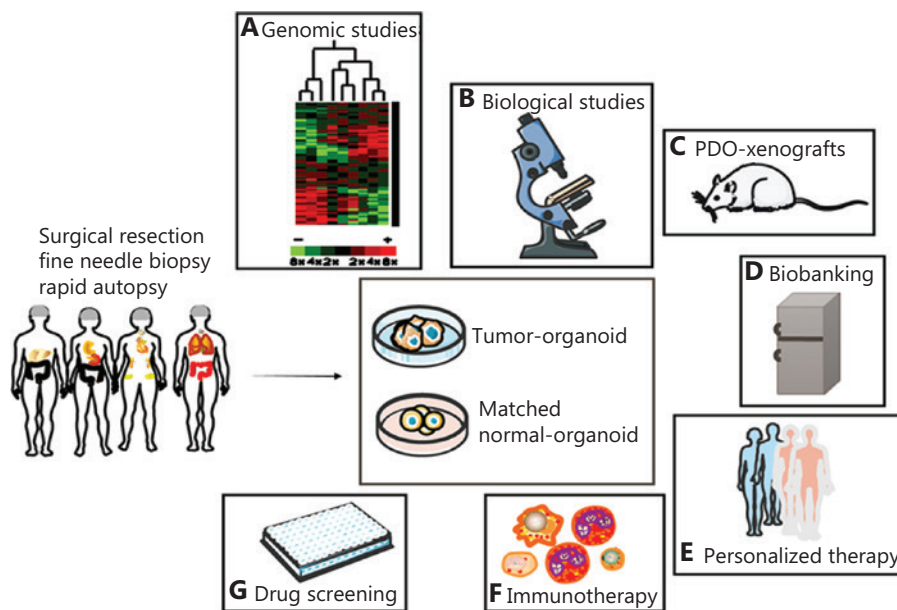 A Genomic studies
– +
8x 4x 2x 2x 4x 8x
B Biological studies
C PDO-xenografts
Surgical resection
fine needle biopsy
rapid autopsy
D Biobanking
Tumor-organoid
Matched
normal-organoid
E Personalized therapy
G Drug screening
F Immunotherapy